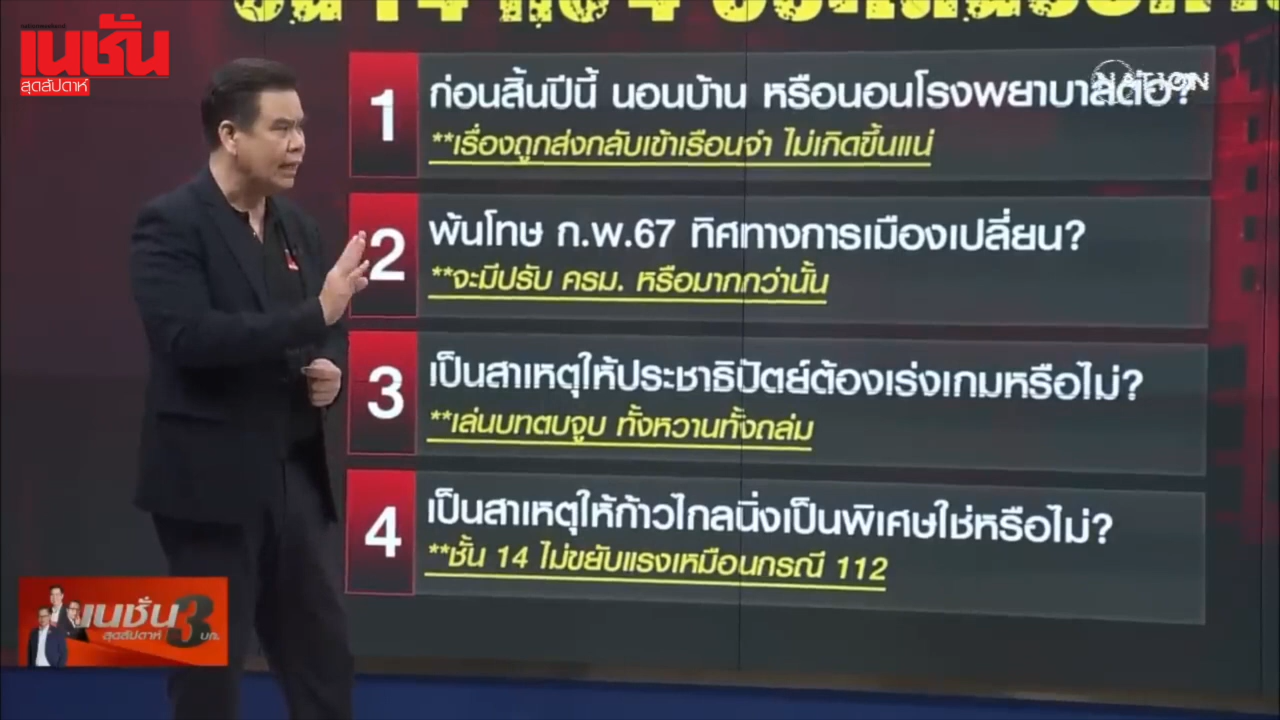 เนชั่น
สุดสัปดาห์
NATION
1
ก่อนสิ้นปีนี้ นอนบ้าน หรือนอนโรงพยาบาลต่อ?
**เรื่องถูกส่งกลับเข้าเรือนจำ ไม่เกิดขึ้นแน่
2
พ้นโทษ ก.พ.67 ทิศทางการเมืองเปลี่ยน?
**จะมีปรับ ครม. หรือมากกว่านั้น
3
เป็นสาเหตุให้ประชาธิปัตย์ต้องเร่งเกมหรือไม่?
**เล่นบทตบจูบ ทั้งหวานทั้งถล่ม
4
เป็นสาเหตุให้ก้าวไกลนิ่งเป็นพิเศษใช่หรือไม่?
**ชั้น 14 ไม่ขยับแรงเหมือนกรณี 112
เนชั่น 3
สุดสัปดาห์ บก.